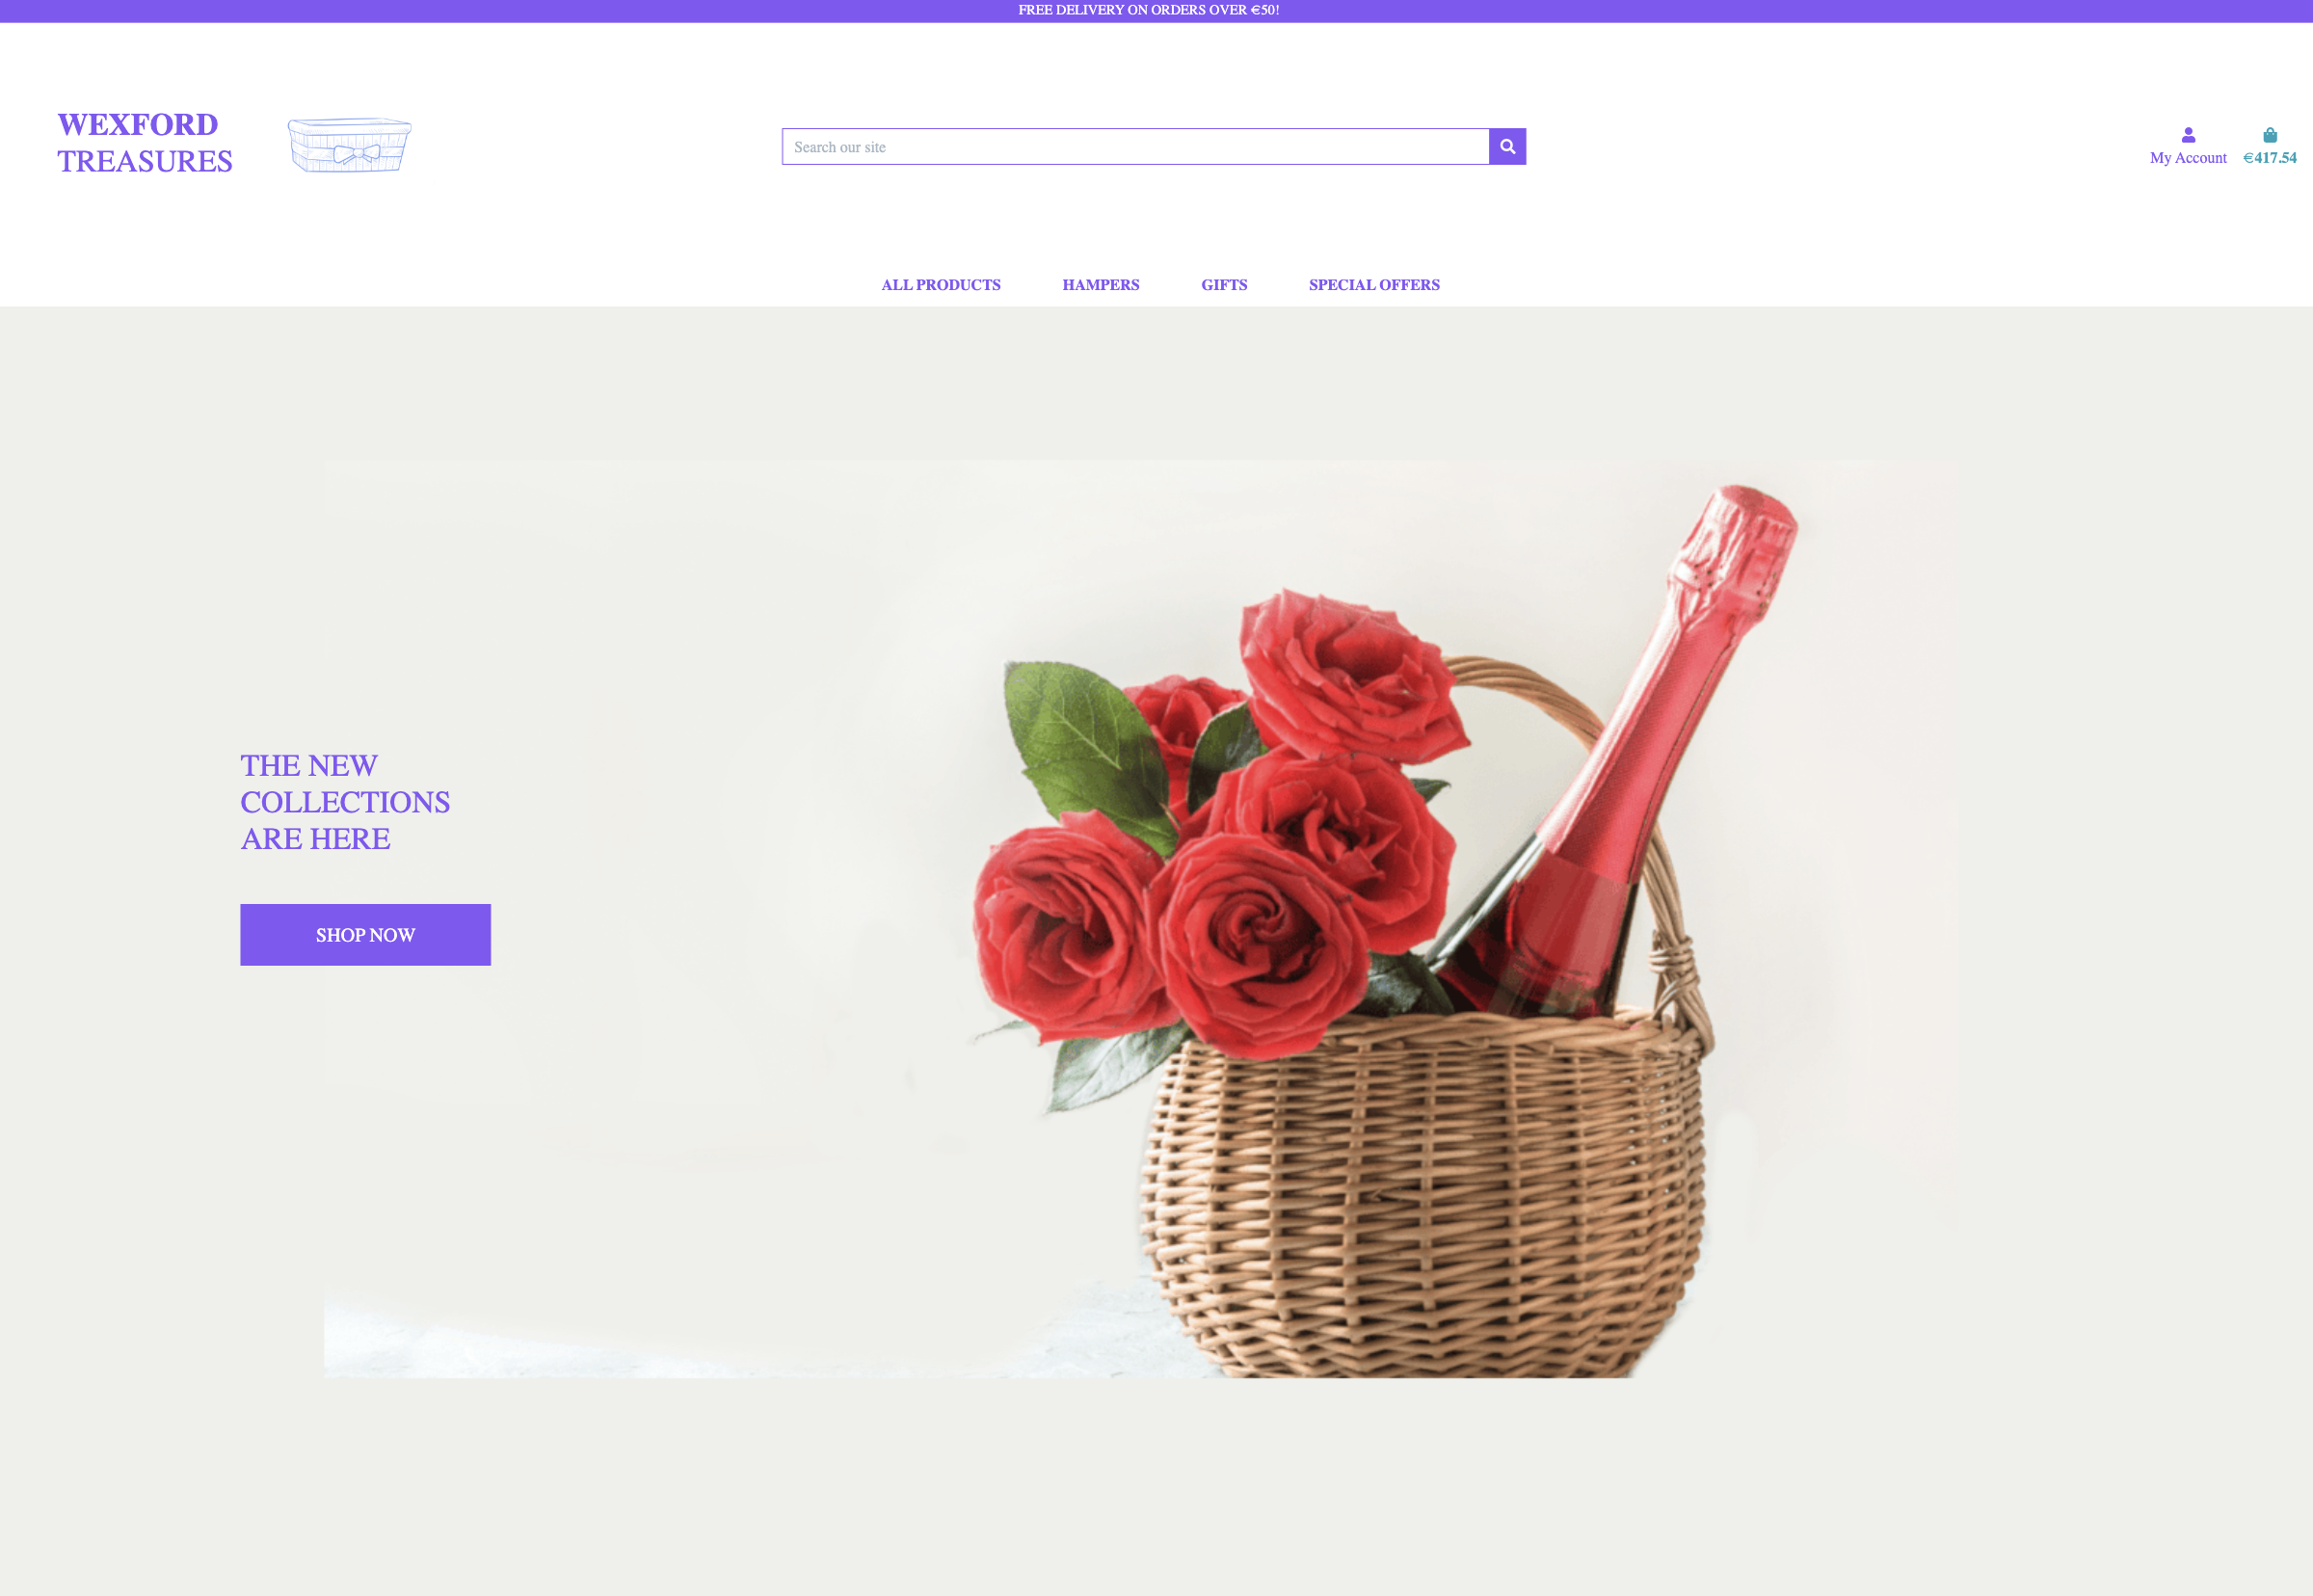 FREE DELIVERY ON ORDERS OVER €50!
WEXFORD
TREASURES
Search our site
My Account
€417.54
ALL PRODUCTS
HAMPERS
GIFTS
SPECIAL OFFERS
THE NEW
COLLECTIONS
ARE HERE
SHOP NOW